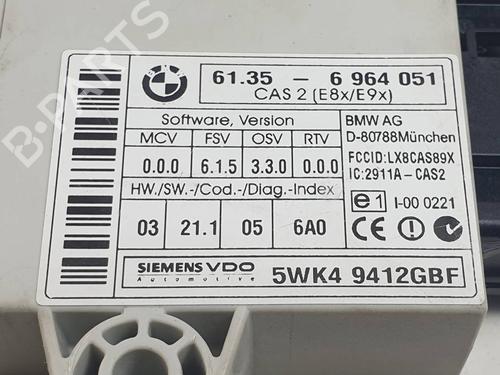 BMW
61.35 - 6 964 051
CAS 2 (E8x/E9x)
Software, Version
MCV FSV OSV RTV
0.0.0 6.1.5 3.3.0 0.0.0
HW./SW.-/Cod.-/Diag.-Index
03 21.1 05 6A0
BMW AG
D-80788München
FCCID:LX8CAS89X
IC:2911A-CAS2
e1 I-00 0221
CE N
SIEMENS VDO
Automotive
5WK4 9412GBF
B-PARTS